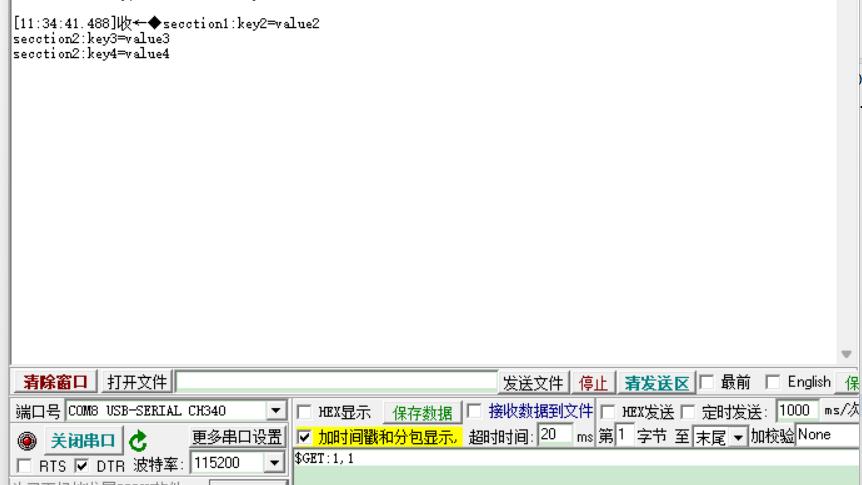 [11:34:41.488]收←◆secction1:key2=value2
secction2:key3=value3
secction2:key4=value4
清除窗口 打开文件 发送文件 停止 清发送区 最前 English 保
端口号 COM8 USB-SERIAL CH340 HEX显示 保存数据 接收数据到文件 HEX发送 定时发送: 1000 ms/次
关闭串口 更多串口设置 加时间戳和分包显示, 超时时间: 20 ms 第 1 字节 至 末尾 加校验 None
RTS DTR 波特率: 115200 $GET:1,1